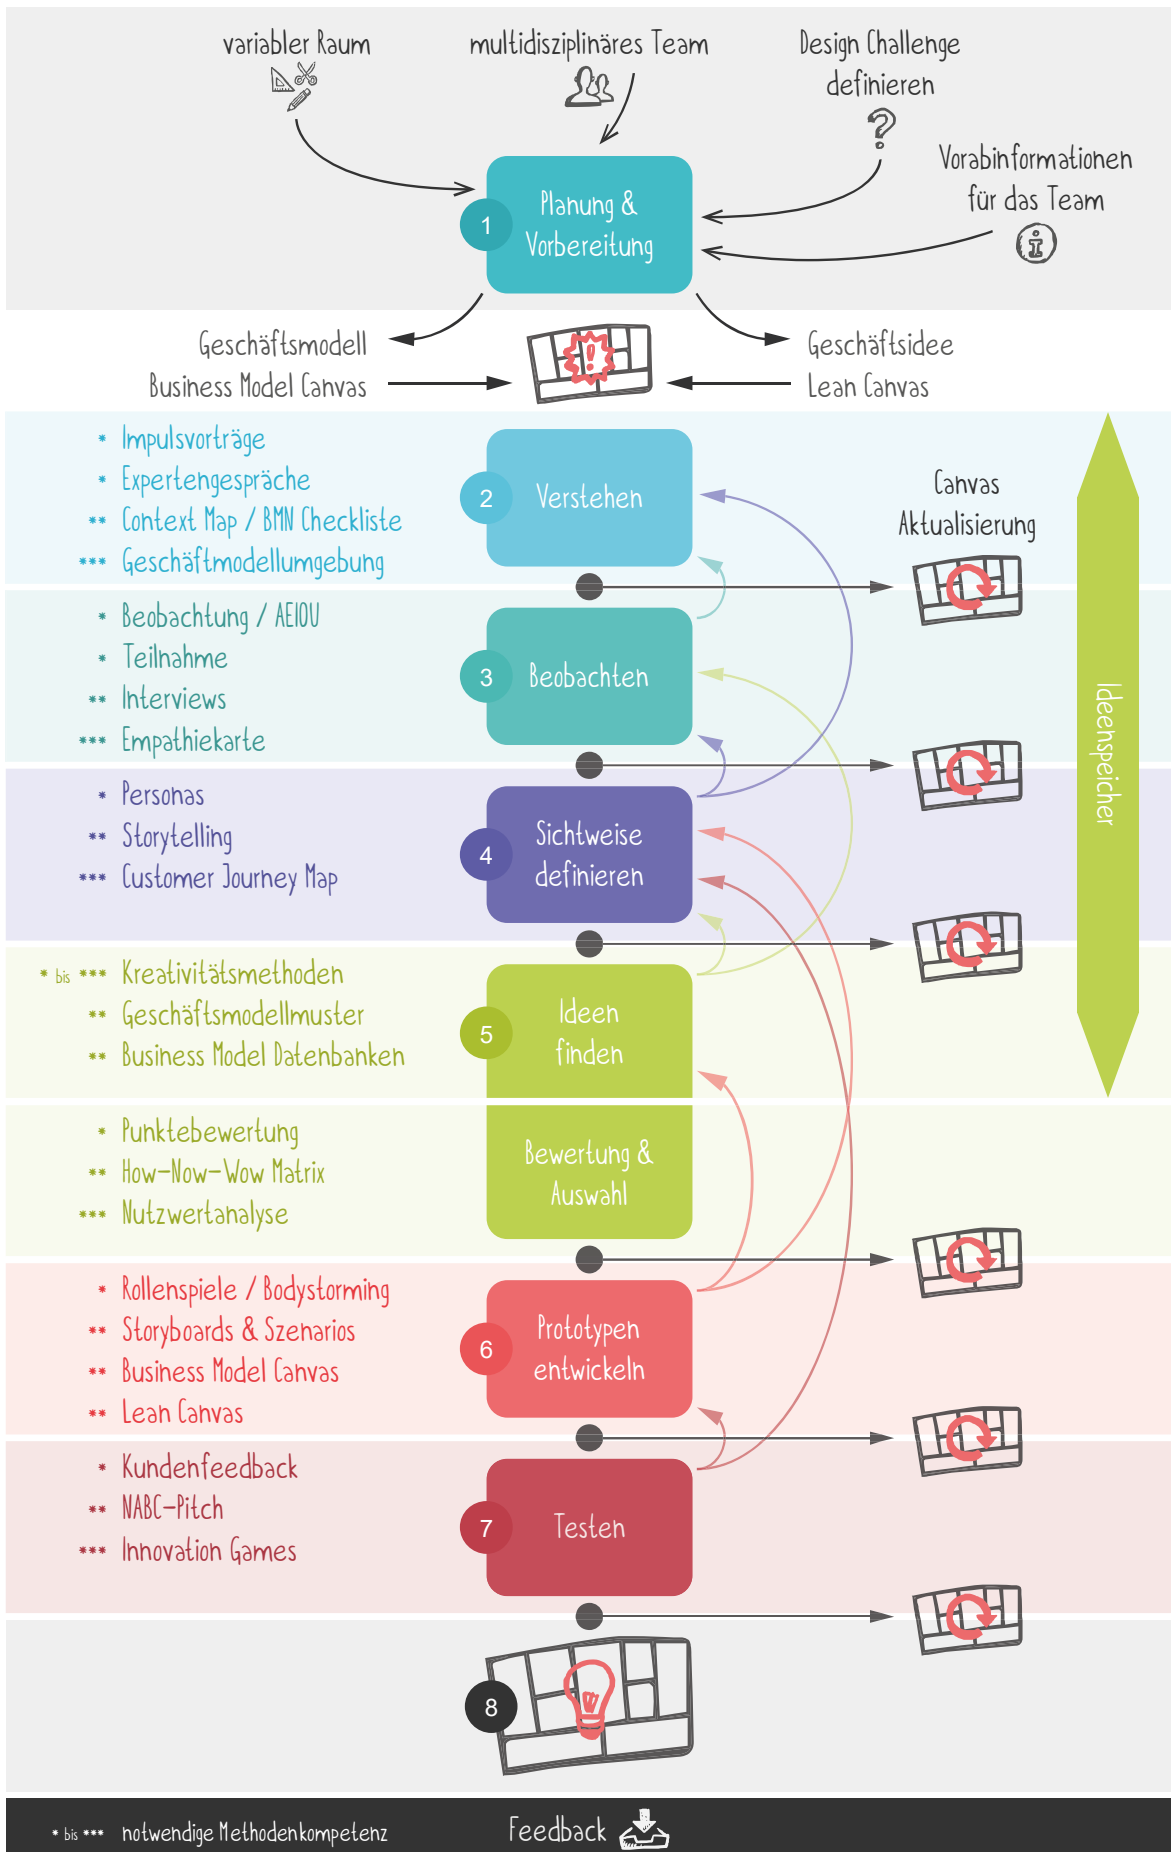 variabler Raum
multidisziplinäres Team
Design Challenge
definieren
?
Vorabinformationen
für das Team
i
1
Planung &
Vorbereitung
Geschäftsmodell
Business Model Canvas
!
Geschäftsidee
Lean Canvas
* Impulsvorträge
* Expertengespräche
** Context Map / BMN Checkliste
*** Geschäftmodellumgebung
2
Verstehen
Canvas
Aktualisierung
* Beobachtung / AEIOU
* Teilnahme
** Interviews
*** Empathiekarte
3
Beobachten
Ideenspeicher
* Personas
** Storytelling
*** Customer Journey Map
4
Sichtweise
definieren
* bis *** Kreativitätsmethoden
** Geschäftsmodellmuster
** Business Model Datenbanken
5
Ideen
finden
* Punktebewertung
** How-Now-Wow Matrix
*** Nutzwertanalyse
Bewertung &
Auswahl
* Rollenspiele / Bodystorming
** Storyboards & Szenarios
** Business Model Canvas
** Lean Canvas
6
Prototypen
entwickeln
* Kundenfeedback
** NABC-Pitch
*** Innovation Games
7
Testen
8
* bis *** notwendige Methodenkompetenz
Feedback